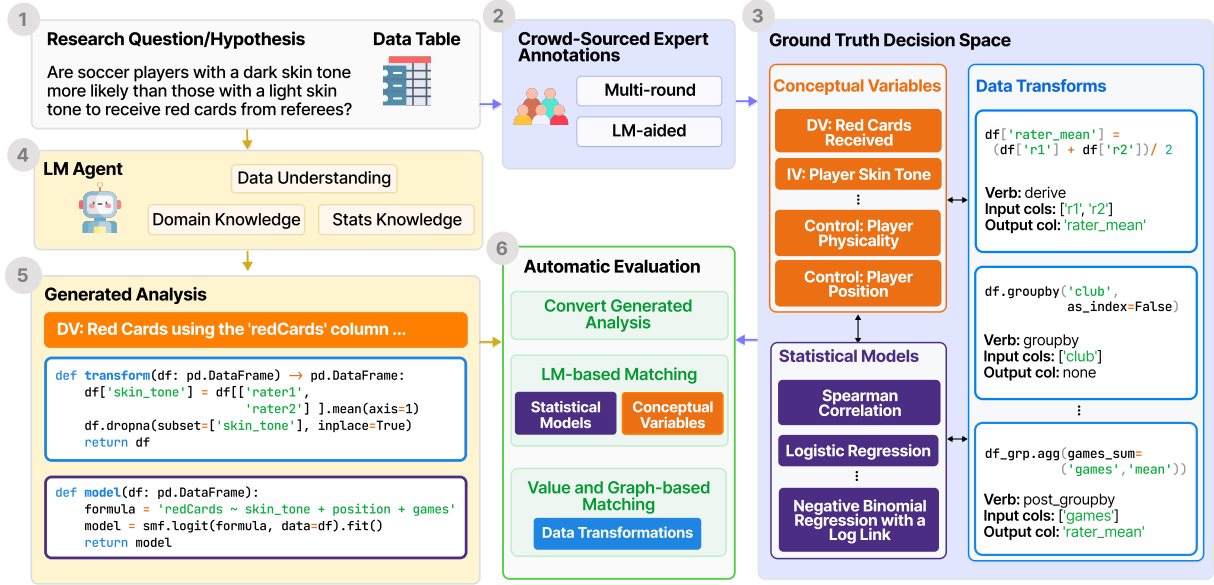 1
Research Question/Hypothesis
Data Table
Are soccer players with a dark skin tone
more likely than those with a light skin
tone to receive red cards from referees?
2
Crowd-Sourced Expert
Annotations
Multi-round
LM-aided
3
Ground Truth Decision Space
Conceptual Variables
DV: Red Cards
Received
IV: Player Skin Tone
⋮
Control: Player
Physicality
Control: Player
Position
Statistical Models
Spearman
Correlation
Logistic Regression
⋮
Negative Binomial
Regression with a
Log Link
Data Transforms
df['rater_mean'] =
(df['r1'] + df['r2'])/ 2
Verb: derive
Input cols: ['r1', 'r2']
Output col: 'rater_mean'
df.groupby('club',
as_index=False)
Verb: groupby
Input cols: ['club']
Output col: none
⋮
df_grp.agg(games_sum=
('games','mean'))
Verb: post_groupby
Input cols: ['games']
Output col: 'rater_mean'
4
LM Agent
Data Understanding
Domain Knowledge
Stats Knowledge
5
Generated Analysis
DV: Red Cards using the 'redCards' column ...
def transform(df: pd.DataFrame) → pd.DataFrame:
df['skin_tone'] = df[['rater1',
'rater2'] ].mean(axis=1)
df.dropna(subset=['skin_tone'], inplace=True)
return df
def model(df: pd.DataFrame):
formula = 'redCards ~ skin_tone + position + games'
model = smf.logit(formula, data=df).fit()
return model
6
Automatic Evaluation
Convert Generated
Analysis
LM-based Matching
Statistical
Models
Conceptual
Variables
Value and Graph-based
Matching
Data Transformations